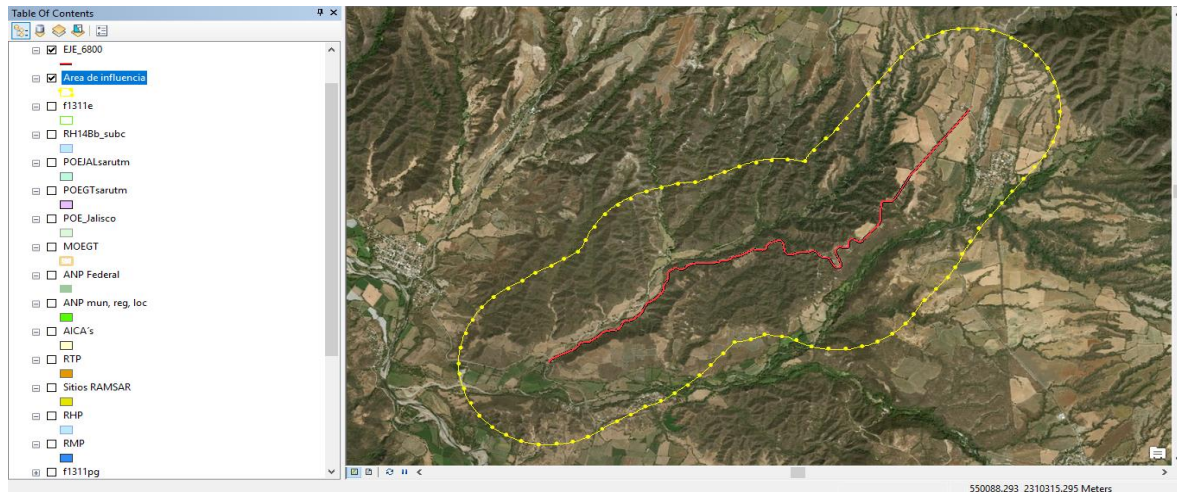 Table Of Contents
EJE_6800
Area de influencia
f1311e
RH14Bb_subc
POEJALsarutm
POEGTsarutm
POE_Jalisco
MOEGT
ANP Federal
ANP mun, reg, loc
AICA´s
RTP
Sitios RAMSAR
RHP
RMP
f1311pg
550088.293 2310315.295 Meters